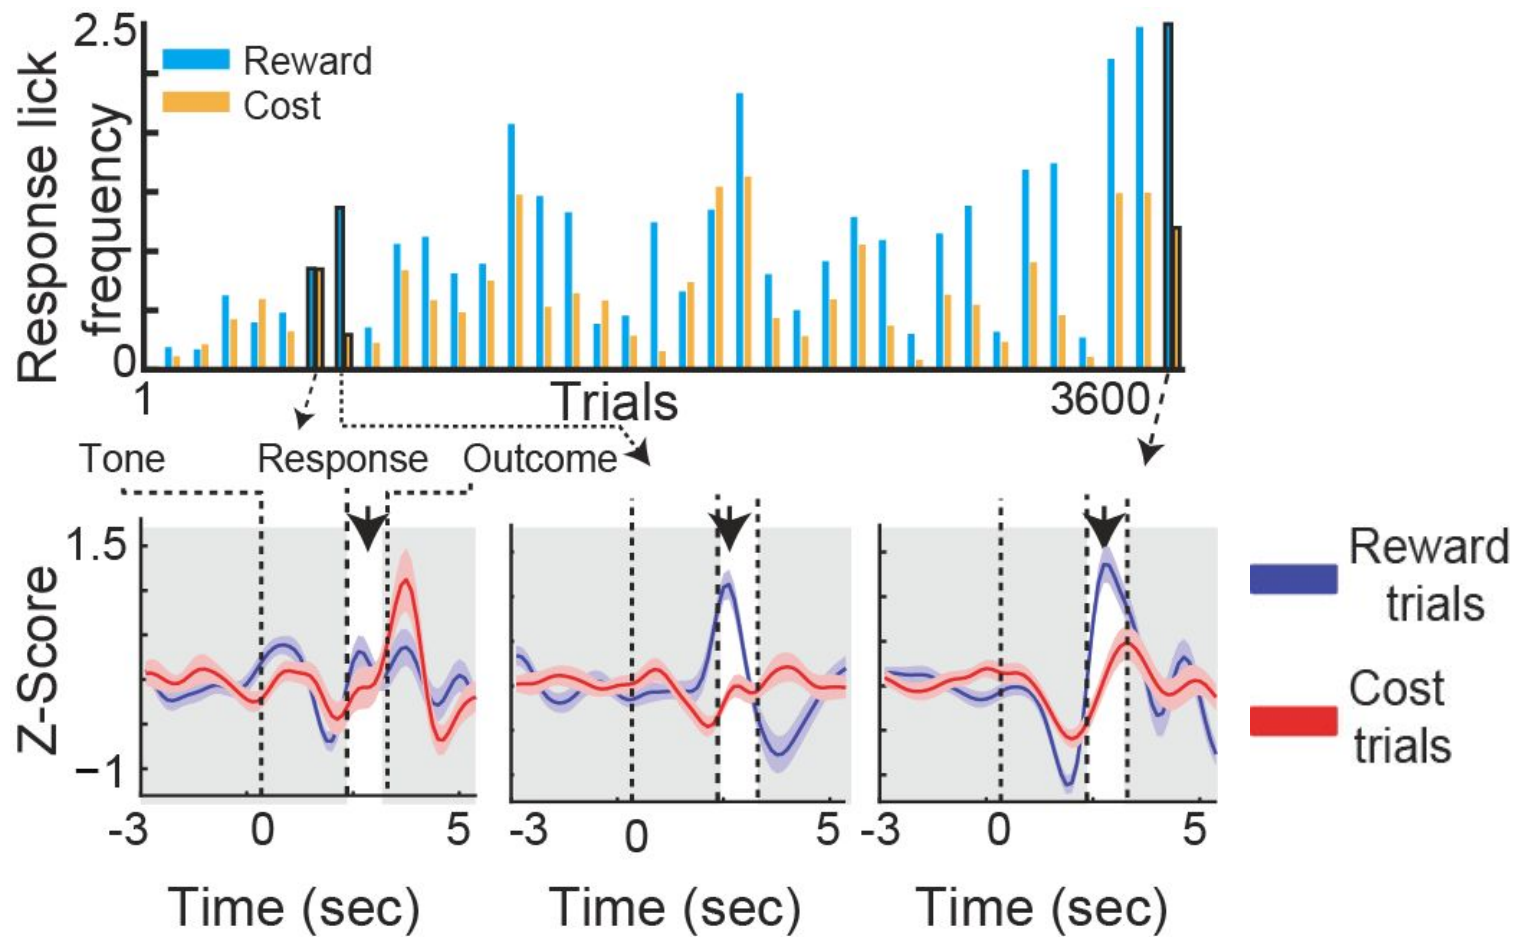 2.5
Reward
Cost
Response lick
frequency
0
1
Trials
3600
Tone
Response
Outcome
1.5
Z-Score
−1
-3
0
5
-3
0
5
-3
0
5
Time (sec)
Time (sec)
Time (sec)
Reward
trials
Cost
trials